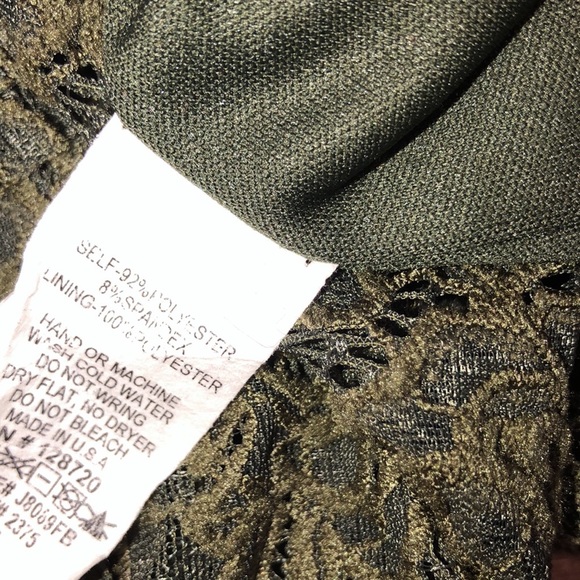 SELF-92%POLYESTER
8%SPANDEX
LINING-100%POLYESTER
HAND OR MACHINE
WASH COLD WATER
DO NOT WRING
DRY FLAT NO DRYER
DO NOT BLEACH
MADE IN U.S.A
N # 128720
# J8069FB
# 2375